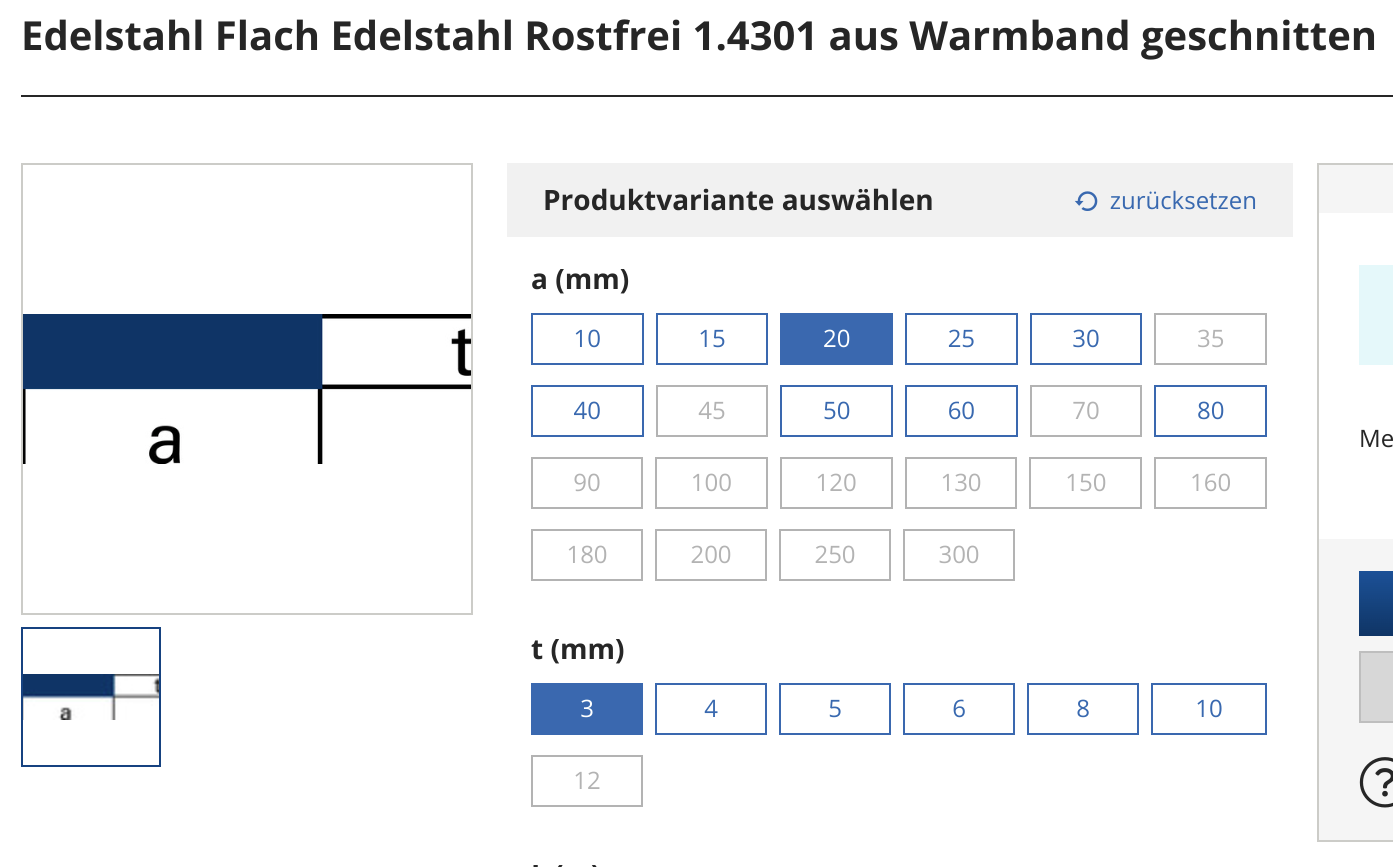 Edelstahl Flach Edelstahl Rostfrei 1.4301 aus Warmband geschnitten
Produktvariante auswählen
zurücksetzen
a (mm)
10 15 20 25 30 35
40 45 50 60 70 80
90 100 120 130 150 160
180 200 250 300
t (mm)
3 4 5 6 8 10
12
t
a
t
a
Me
?